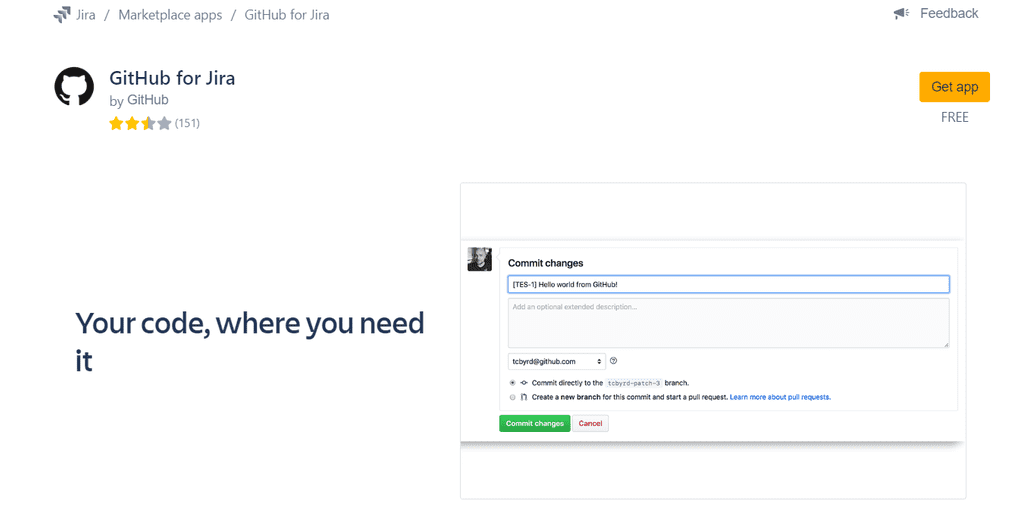 Jira / Marketplace apps / GitHub for Jira
Feedback
GitHub for Jira
by GitHub
(151)
Get app
FREE
Your code, where you need
it
Commit changes
[TES-1] Hello world from GitHub!
Add an optional extended description...
tcbyrd@github.com
Commit directly to the tcbyrd-patch-3 branch.
Create a new branch for this commit and start a pull request. Learn more about pull requests.
Commit changes Cancel